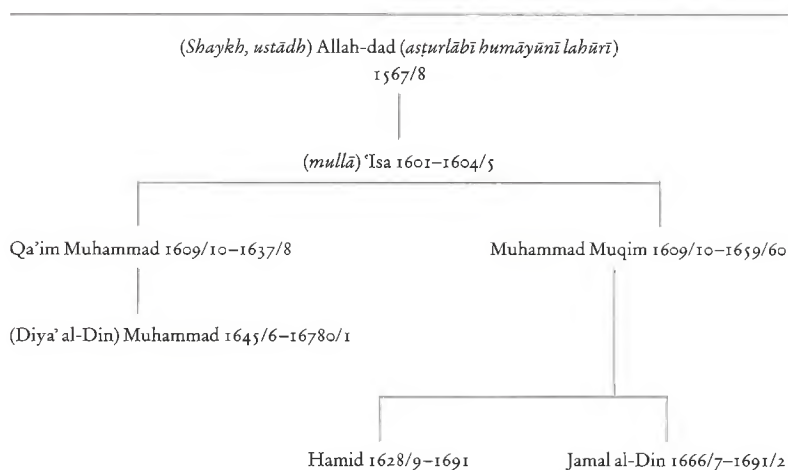 (Shaykh, ustādh) Allah-dad (aṣṭurlābī humāyūnī lahūrī)
1567/8
(mullā) ʿIsa 1601–1604/5
Qa’im Muhammad 1609/10–1637/8
Muhammad Muqim 1609/10–1659/60
(Diya’ al-Din) Muhammad 1645/6–16780/1
Hamid 1628/9–1691
Jamal al-Din 1666/7–1691/2